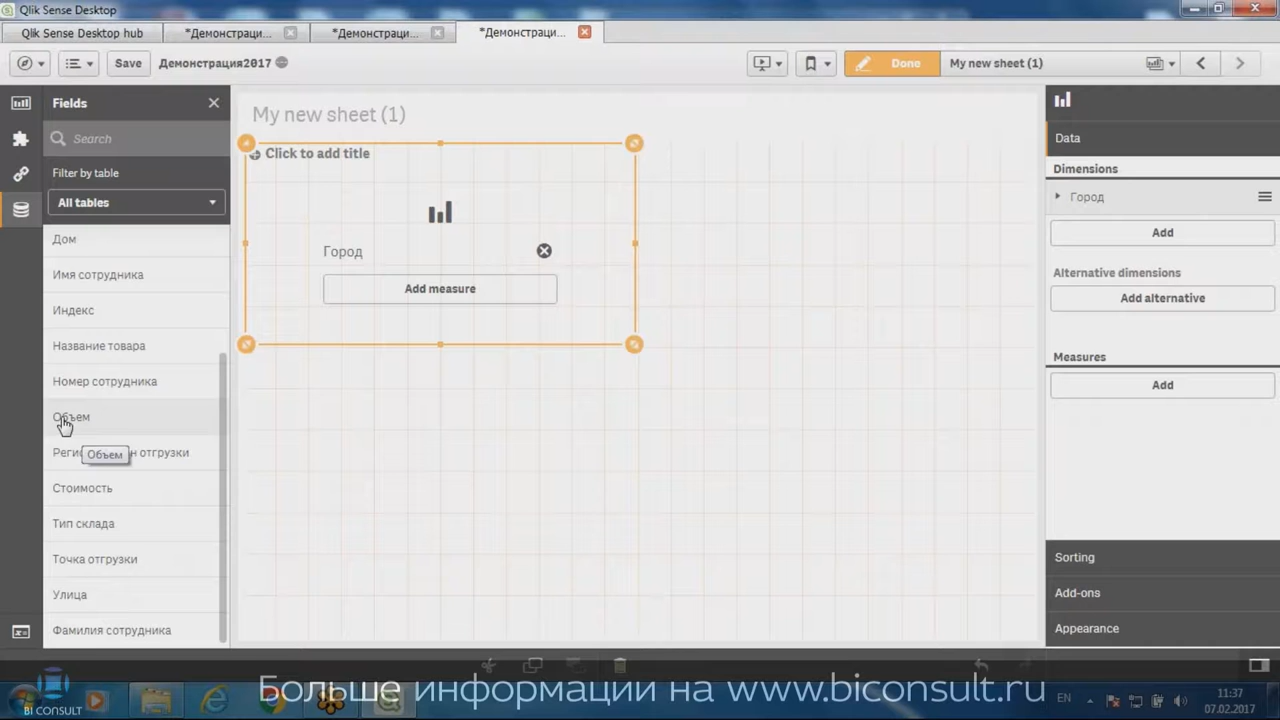 Qlik Sense Desktop
Qlik Sense Desktop hub
*Демонстраци...
*Демонстраци...
*Демонстраци...
Save
Демонстрация2017
Done
My new sheet (1)
Fields
Search
Filter by table
All tables
Дом
Имя сотрудника
Индекс
Название товара
Номер сотрудника
Объем
Объем
отгрузки
Стоимость
Тип склада
Точка отгрузки
Улица
Фамилия сотрудника
My new sheet (1)
Click to add title
Город
Add measure
Data
Dimensions
Город
Add
Alternative dimensions
Add alternative
Measures
Add
Sorting
Add-ons
Appearance
Больше информации на www.biconsult.ru
BI CONSULT
EN
11:37
07.02.2017